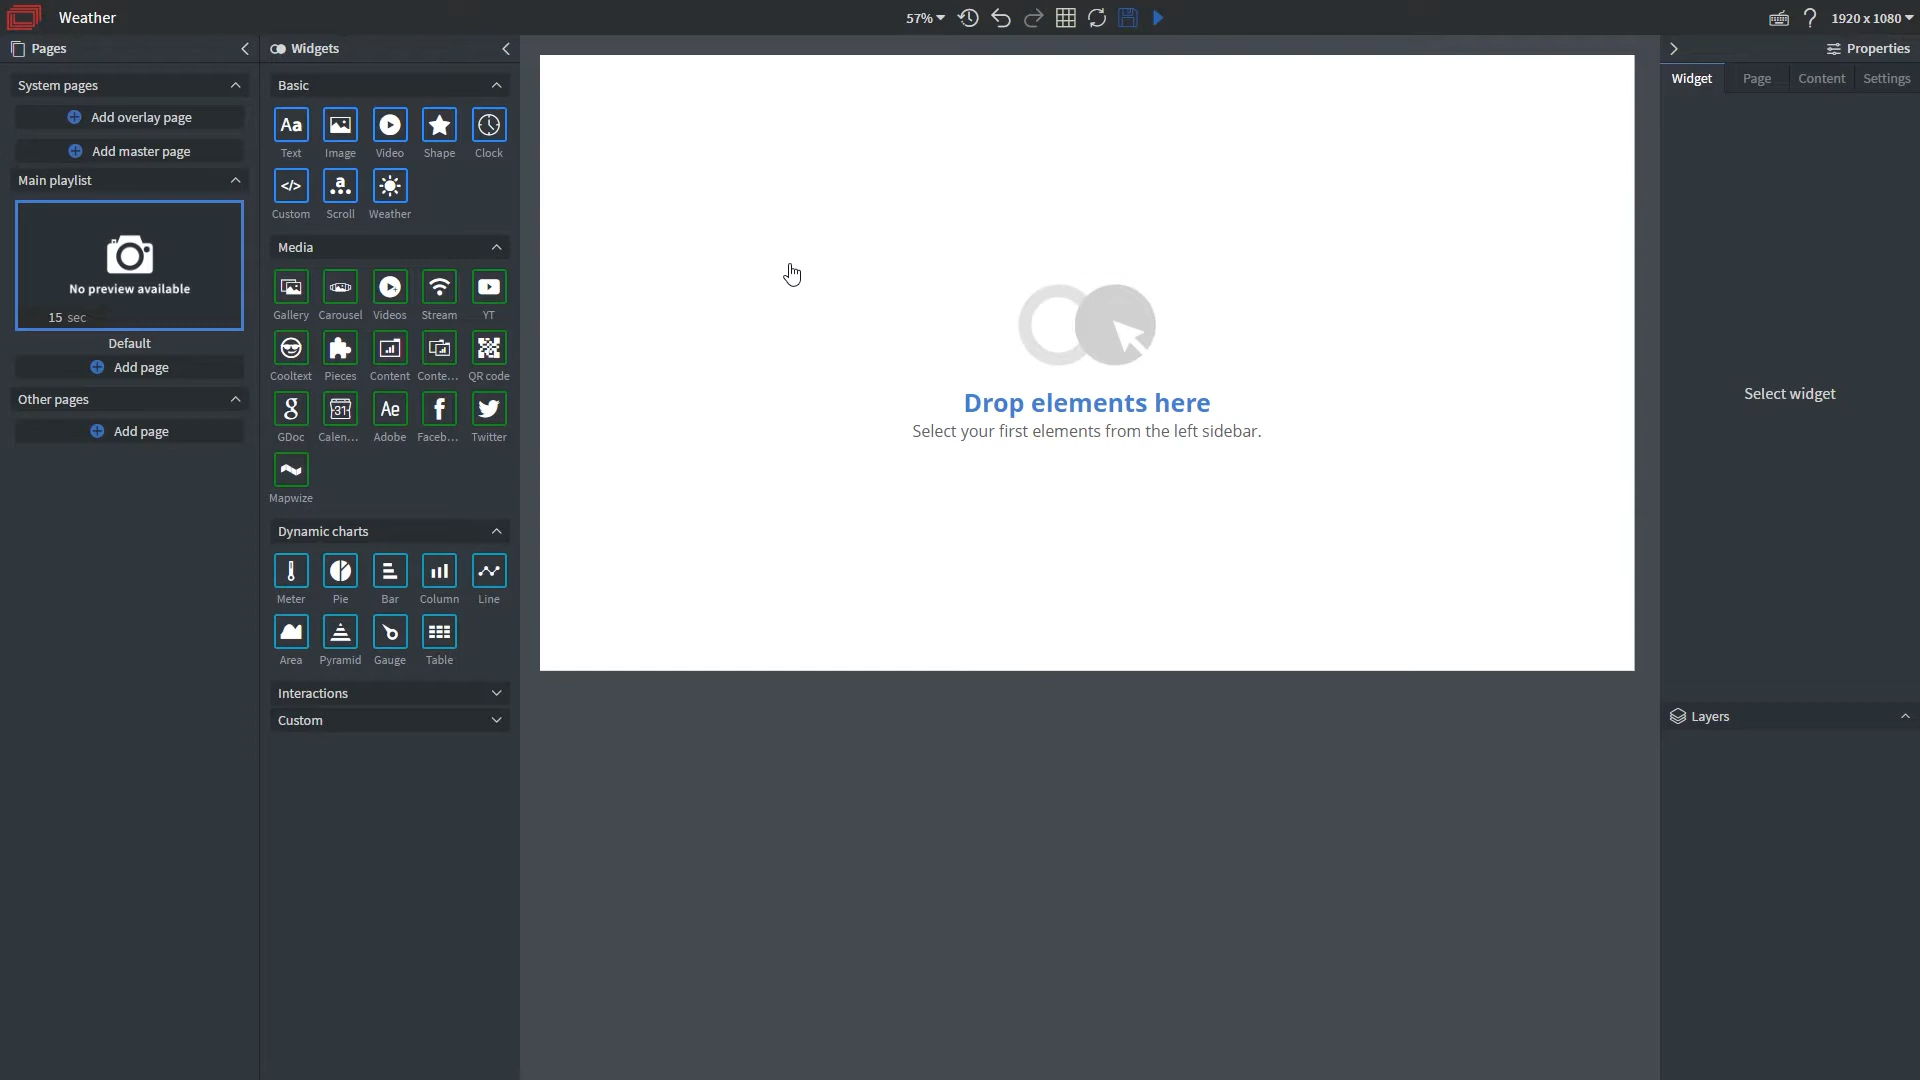 Weather
57%
1920 x 1080
Pages
Widgets
Properties
System pages
Add overlay page
Add master page
Main playlist
No preview available
15 sec
Default
Add page
Other pages
Add page
Basic
Aa
Text
Image
Video
Shape
Clock
</>
a
Custom
Scroll
Weather
Media
Gallery
Carousel
Videos
Stream
YT
Cooltext
Pieces
Content
Conte...
QR code
g
31
Ae
f
GDoc
Calen...
Adobe
Faceb...
Twitter
Mapwize
Dynamic charts
Meter
Pie
Bar
Column
Line
Area
Pyramid
Gauge
Table
Interactions
Custom
Drop elements here
Select your first elements from the left sidebar.
Widget
Page
Content
Settings
Select widget
Layers